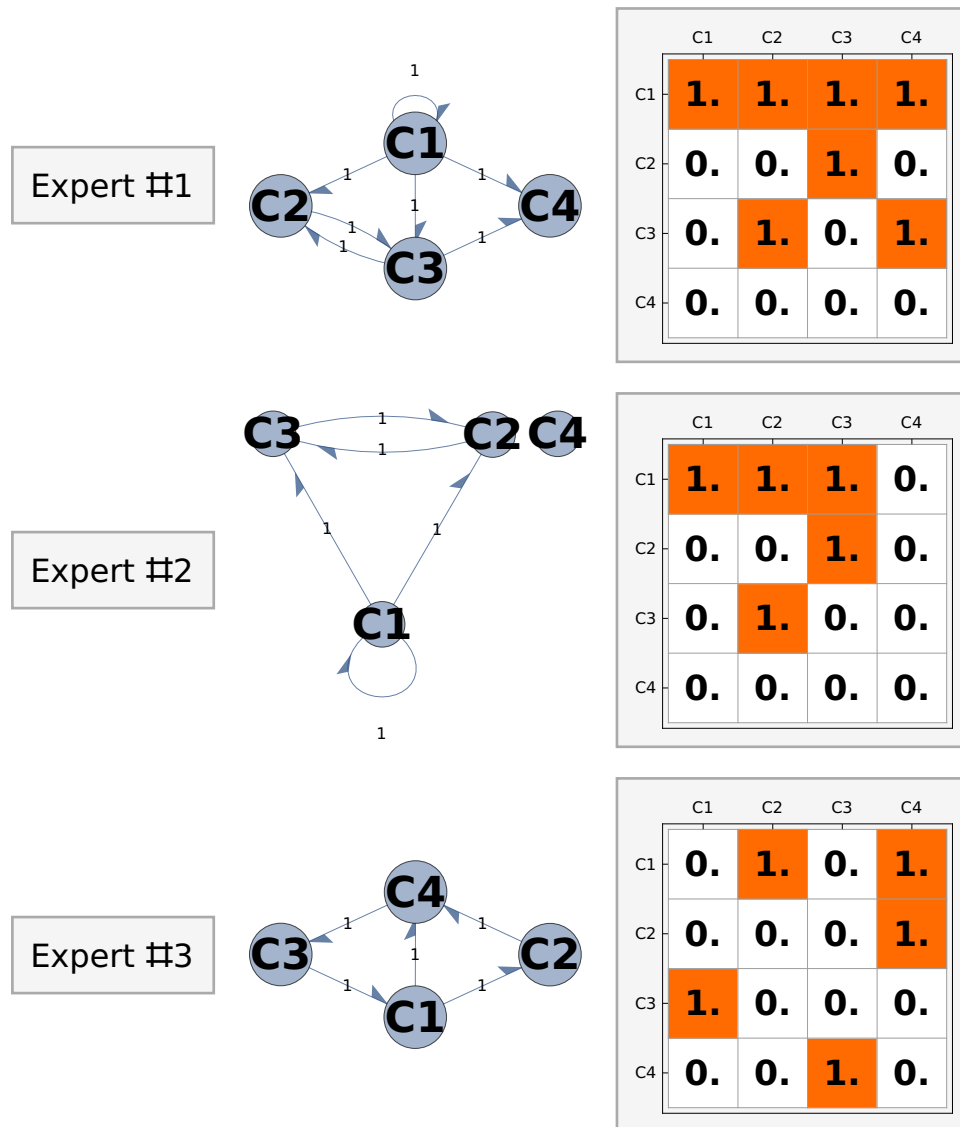 Expert #1
1
C1
1
1
C2
1
C4
1
1
1
C3
C1 C2 C3 C4
C1 1. 1. 1. 1.
C2 0. 0. 1. 0.
C3 0. 1. 0. 1.
C4 0. 0. 0. 0.
Expert #2
1
C3
C2
C4
1
1
1
C1
1
C1 C2 C3 C4
C1 1. 1. 1. 0.
C2 0. 0. 1. 0.
C3 0. 1. 0. 0.
C4 0. 0. 0. 0.
Expert #3
C4
1
1
C3
1
C2
1
1
C1
C1 C2 C3 C4
C1 0. 1. 0. 1.
C2 0. 0. 0. 1.
C3 1. 0. 0. 0.
C4 0. 0. 1. 0.